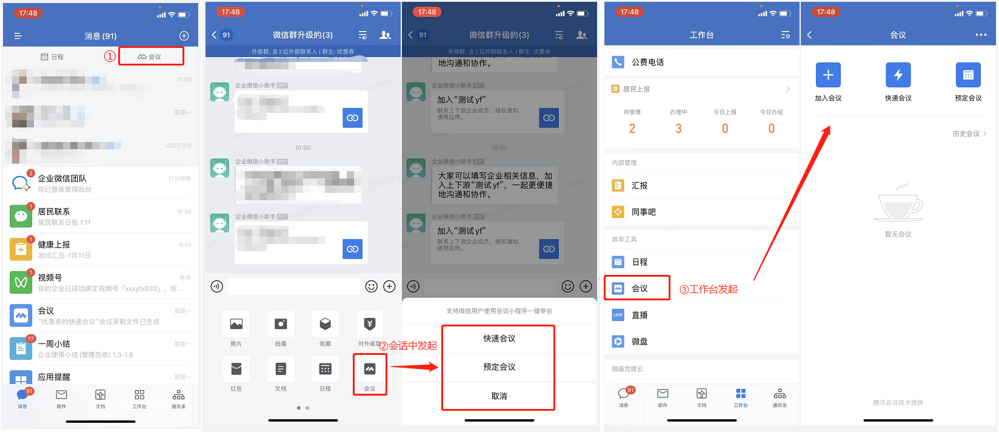 17:48
消息 (91)
日程
①
会议
10:00
星期一
2021/7/12
2
企业微信团队
11分钟前
你已登录管理后台
1
居民联系
10:06
居民联系日报 1.11
1
健康上报
9:43
测试汇总-1月11日
1
视频号
昨天
你的企业已成功绑定视频号「xxxyfx033」，你...
会议
星期一
“优惠券的快速会议”会议录制文件已生成
17
一周小结
星期一
企业使用小结 (管理员收) 1.3-1.9
应用提醒
星期一
91
消息
邮件
文档
工作台
通讯录
17:48
91
微信群升级的(3)
外部群, 含2位外部联系人 | 群主: 优惠券
企业微信小助手 BOT
10:00
企业微信小助手 BOT
企业微信小助手 BOT
照片
拍摄
收藏
对外收款
红包
文档
日程
会议
②会话中发起
17:48
91
微信群升级的(3)
外部群, 含2位外部联系人 | 群主: 优惠券
地沟通和协作。
企业微信小助手 BOT
加入“测试yf”
联系上下游企业成员、接收通知、
使用应用。
10:00
企业微信小助手 BOT
大家可以填写企业相关信息，加
入上下游“测试yf”，一起更便捷
地沟通和协作。
企业微信小助手 BOT
加入“测试yf”
联系上下游企业成员、接收通知、
使用应用。
支持微信用户使用会议小程序一键参会
快速会议
预定会议
取消
17:48
工作台
公费电话
居民上报
待受理
办理中
今日上报
今日办结
2
3
0
0
内部管理
汇报
同事吧
效率工具
日程
会议
③工作台发起
LIVE
直播
微盘
微盛党建云
91
消息
邮件
文档
工作台
通讯录
17:48
会议
加入会议
快速会议
预定会议
历史会议
暂无会议
腾讯会议技术提供